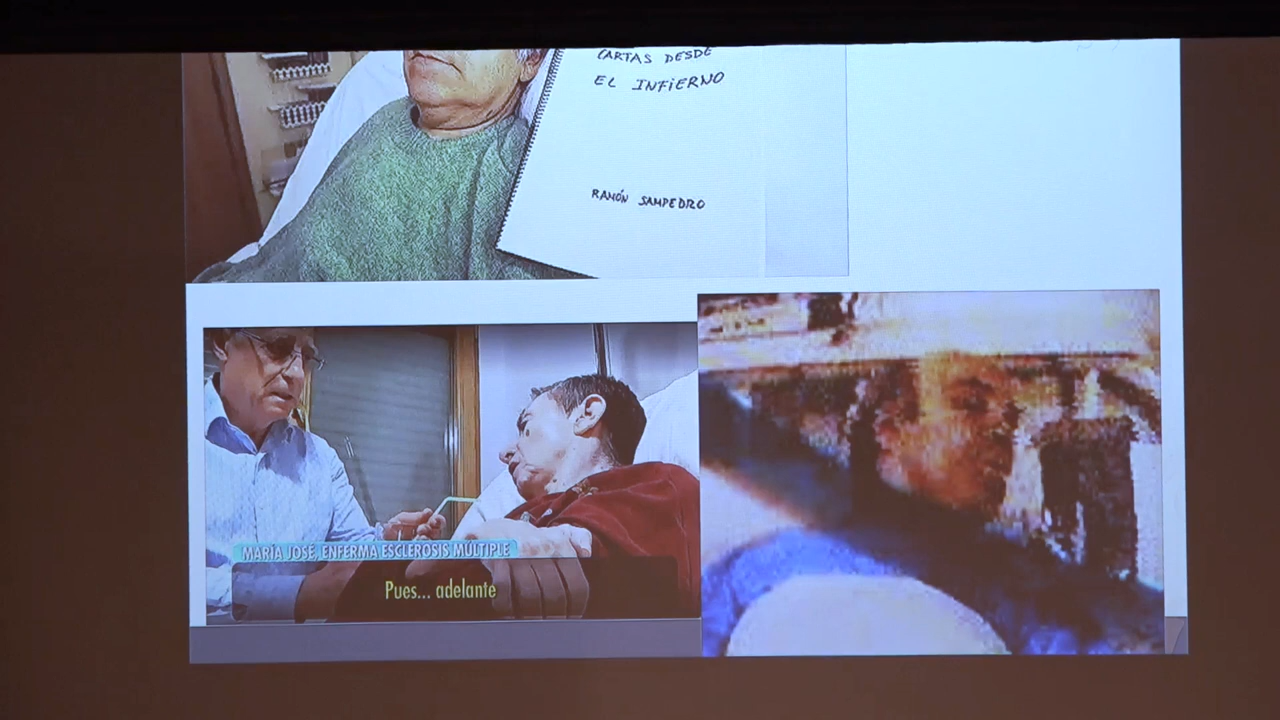 CARTAS DESDE
EL INFIERNO
RAMÓN SAMPEDRO
MARÍA JOSÉ, ENFERMA ESCLEROSIS MÚLTIPLE
Pues... adelante